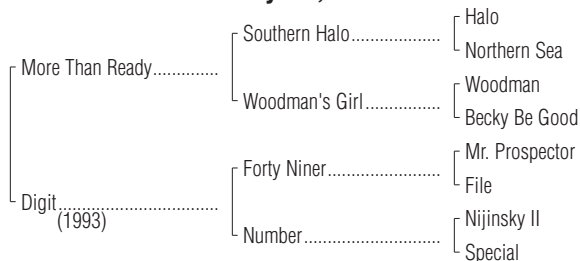 Halo
Southern Halo....................
Northern Sea
More Than Ready..............
Woodman
Woodman's Girl.................
Becky Be Good
Mr. Prospector
Forty Niner.........................
File
Digit..................................
(1993)
Nijinsky II
Number..............................
Special